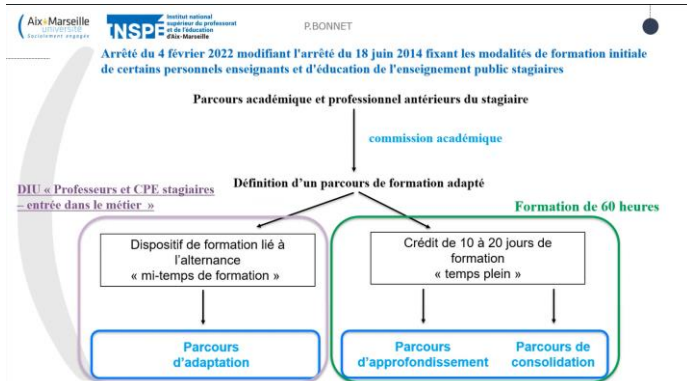 Aix*Marseille
université
Socialement engagée
INSPÉ
Institut national
supérieur du professorat
et de l'éducation
d'Aix-Marseille
P.BONNET
Arrêté du 4 février 2022 modifiant l'arrêté du 18 juin 2014 fixant les modalités de formation initiale
de certains personnels enseignants et d'éducation de l'enseignement public stagiaires
Parcours académique et professionnel antérieurs du stagiaire
commission académique
Définition d'un parcours de formation adapté
DIU « Professeurs et CPE stagiaires
– entrée dans le métier »
Formation de 60 heures
Dispositif de formation lié à
l'alternance
« mi-temps de formation »
Crédit de 10 à 20 jours de
formation
« temps plein »
Parcours
d'adaptation
Parcours
d'approfondissement
Parcours de
consolidation